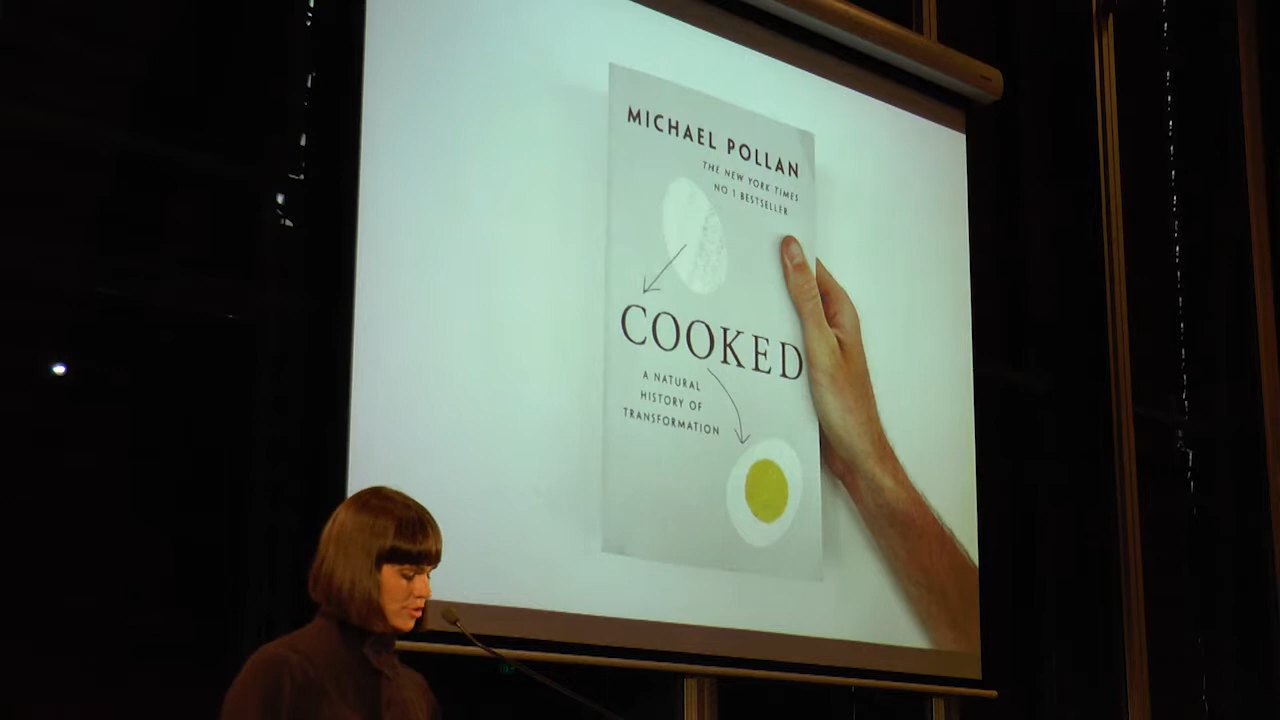 MICHAEL POLLAN
THE NEW YORK TIMES
NO 1 BESTSELLER
COOKED
A NATURAL
HISTORY OF
TRANSFORMATION